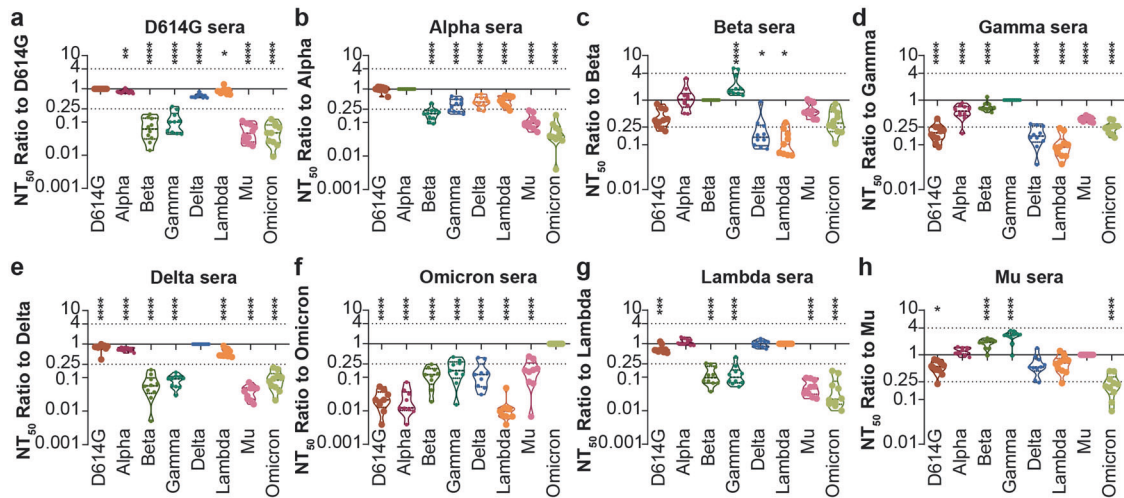 a
D614G sera
NT50 Ratio to D614G
10
4
1
0.25
0.1
0.01
0.001
** **** **** **** * **** ****
D614G Alpha Beta Gamma Delta Lambda Mu Omicron
b
Alpha sera
NT50 Ratio to Alpha
10
4
1
0.25
0.1
0.01
0.001
**** **** **** **** **** ****
D614G Alpha Beta Gamma Delta Lambda Mu Omicron
c
Beta sera
NT50 Ratio to Beta
10
4
1
0.25
0.1
0.01
**** * *
D614G Alpha Beta Gamma Delta Lambda Mu Omicron
d
Gamma sera
NT50 Ratio to Gamma
10
4
1
0.25
0.1
0.01
**** **** **** **** **** **** ****
D614G Alpha Beta Gamma Delta Lambda Mu Omicron
e
Delta sera
NT50 Ratio to Delta
10
4
1
0.25
0.1
0.01
0.001
**** **** **** **** **** **** ****
D614G Alpha Beta Gamma Delta Lambda Mu Omicron
f
Omicron sera
NT50 Ratio to Omicron
10
4
1
0.25
0.1
0.01
0.001
**** **** **** **** **** **** ****
D614G Alpha Beta Gamma Delta Lambda Mu Omicron
g
Lambda sera
NT50 Ratio to Lambda
10
4
1
0.25
0.1
0.01
0.001
*** **** **** **** ****
D614G Alpha Beta Gamma Delta Lambda Mu Omicron
h
Mu sera
NT50 Ratio to Mu
10
4
1
0.25
0.1
0.01
* **** **** ****
D614G Alpha Beta Gamma Delta Lambda Mu Omicron